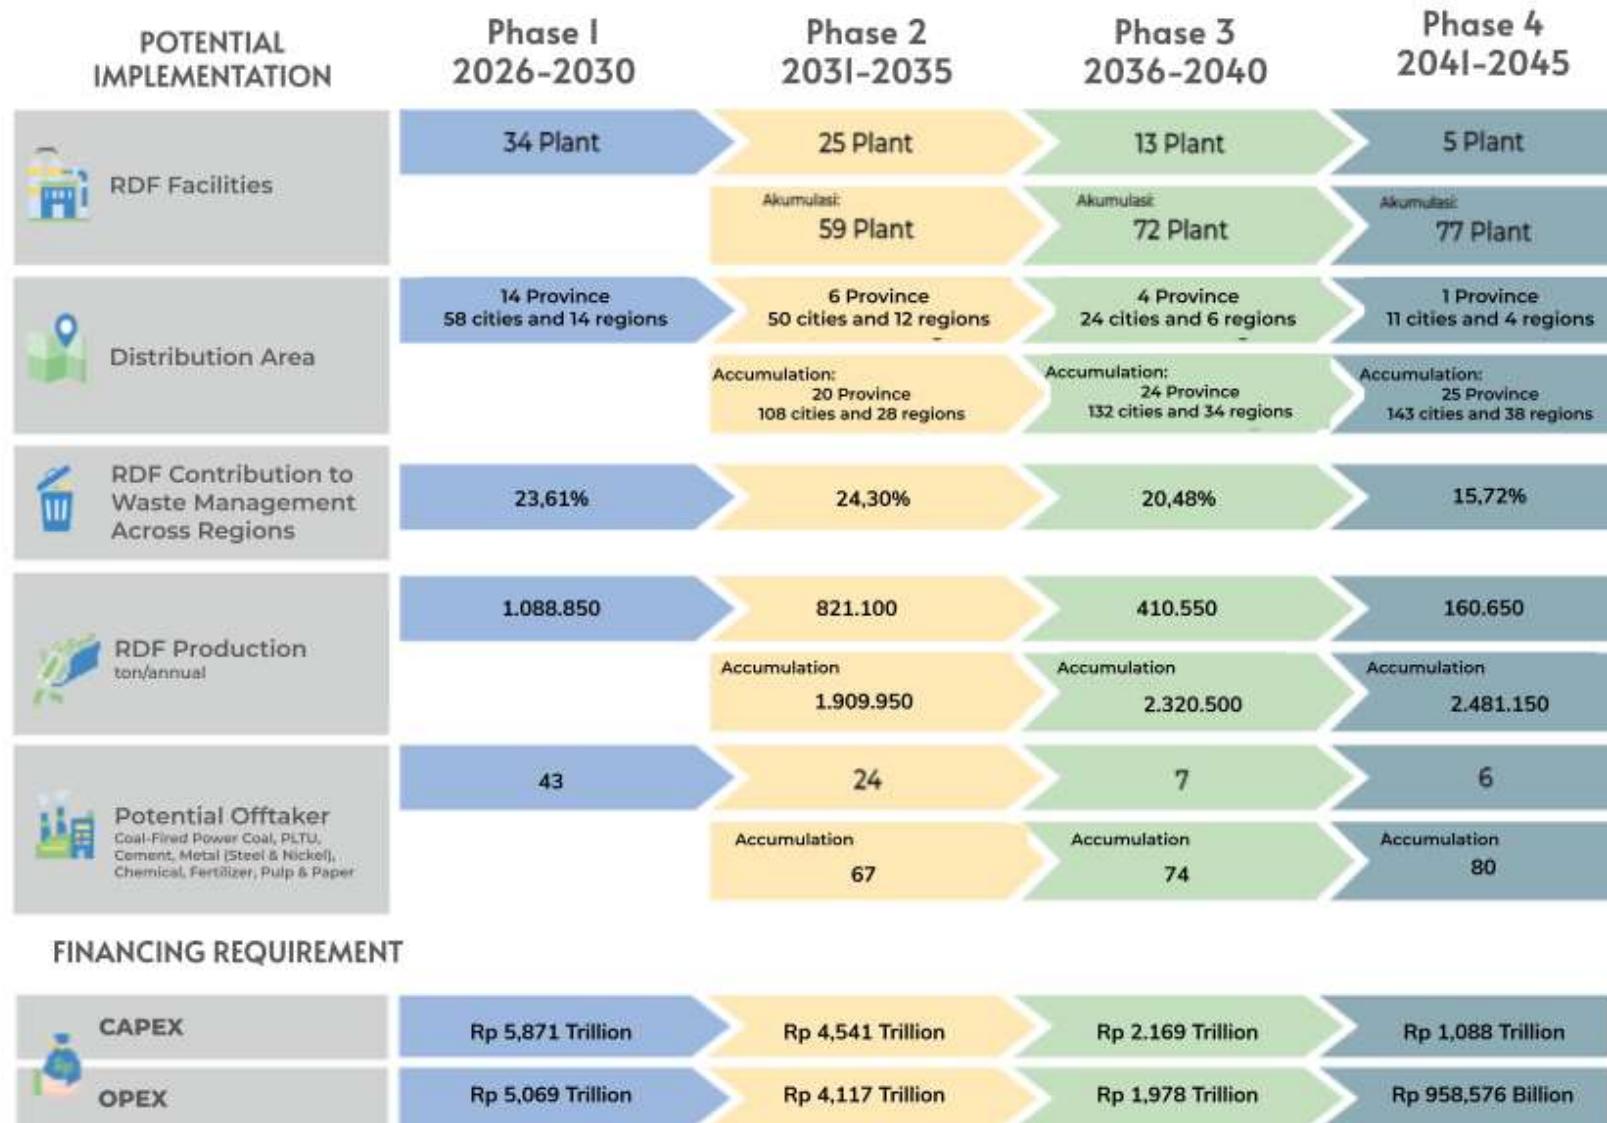 POTENTIAL
IMPLEMENTATION
Phase 1
2026-2030
Phase 2
2031-2035
Phase 3
2036-2040
Phase 4
2041-2045
RDF Facilities
34 Plant
25 Plant
13 Plant
5 Plant
Akumulasi:
59 Plant
Akumulasi:
72 Plant
Akumulasi:
77 Plant
Distribution Area
14 Province
58 cities and 14 regions
6 Province
50 cities and 12 regions
4 Province
24 cities and 6 regions
1 Province
11 cities and 4 regions
Accumulation:
20 Province
108 cities and 28 regions
Accumulation:
24 Province
132 cities and 34 regions
Accumulation:
25 Province
143 cities and 38 regions
RDF Contribution to
Waste Management
Across Regions
23,61%
24,30%
20,48%
15,72%
RDF Production
ton/annual
1.088.850
821.100
410.550
160.650
Accumulation
1.909.950
Accumulation
2.320.500
Accumulation
2.481.150
Potential Offtaker
Coal-Fired Power Coal, PLTU,
Cement, Metal (Steel & Nickel),
Chemical, Fertilizer, Pulp & Paper
43
24
7
6
Accumulation
67
Accumulation
74
Accumulation
80
FINANCING REQUIREMENT
CAPEX
Rp 5,871 Trillion
Rp 4,541 Trillion
Rp 2.169 Trillion
Rp 1,088 Trillion
OPEX
Rp 5,069 Trillion
Rp 4,117 Trillion
Rp 1,978 Trillion
Rp 958,576 Billion